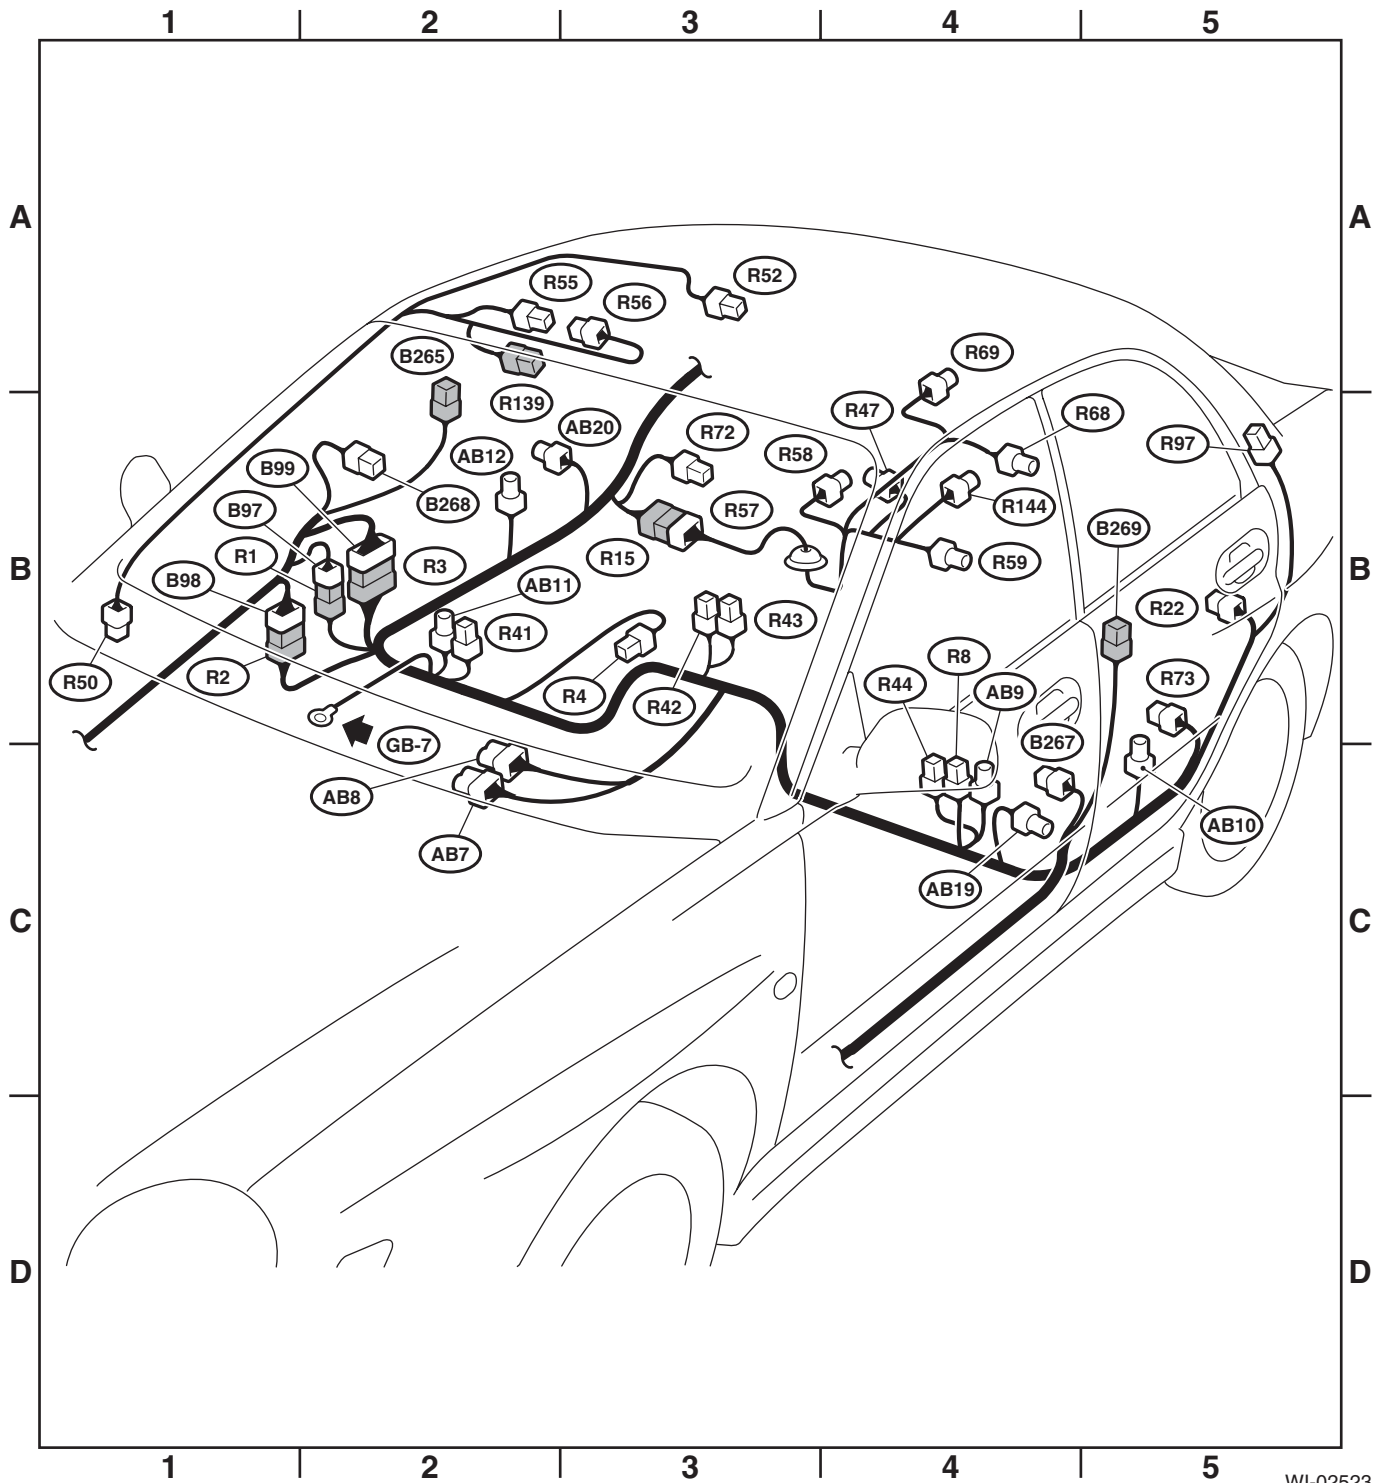 1 2 3 4 5
A A
R55 R52
R56
B265 R69
R139 R47 R68
AB20 R72 R97
B99 AB12 R58
B97 B268 R57 R144 B269
R1 R3 R15 R59
B B
B98 AB11 R22
R41 R43
R50 R2 R4 R42 R44 R8 AB9 R73
GB-7 B267
AB8 AB10
AB7 AB19
C C
D D
1 2 3 4 5
WI-02523